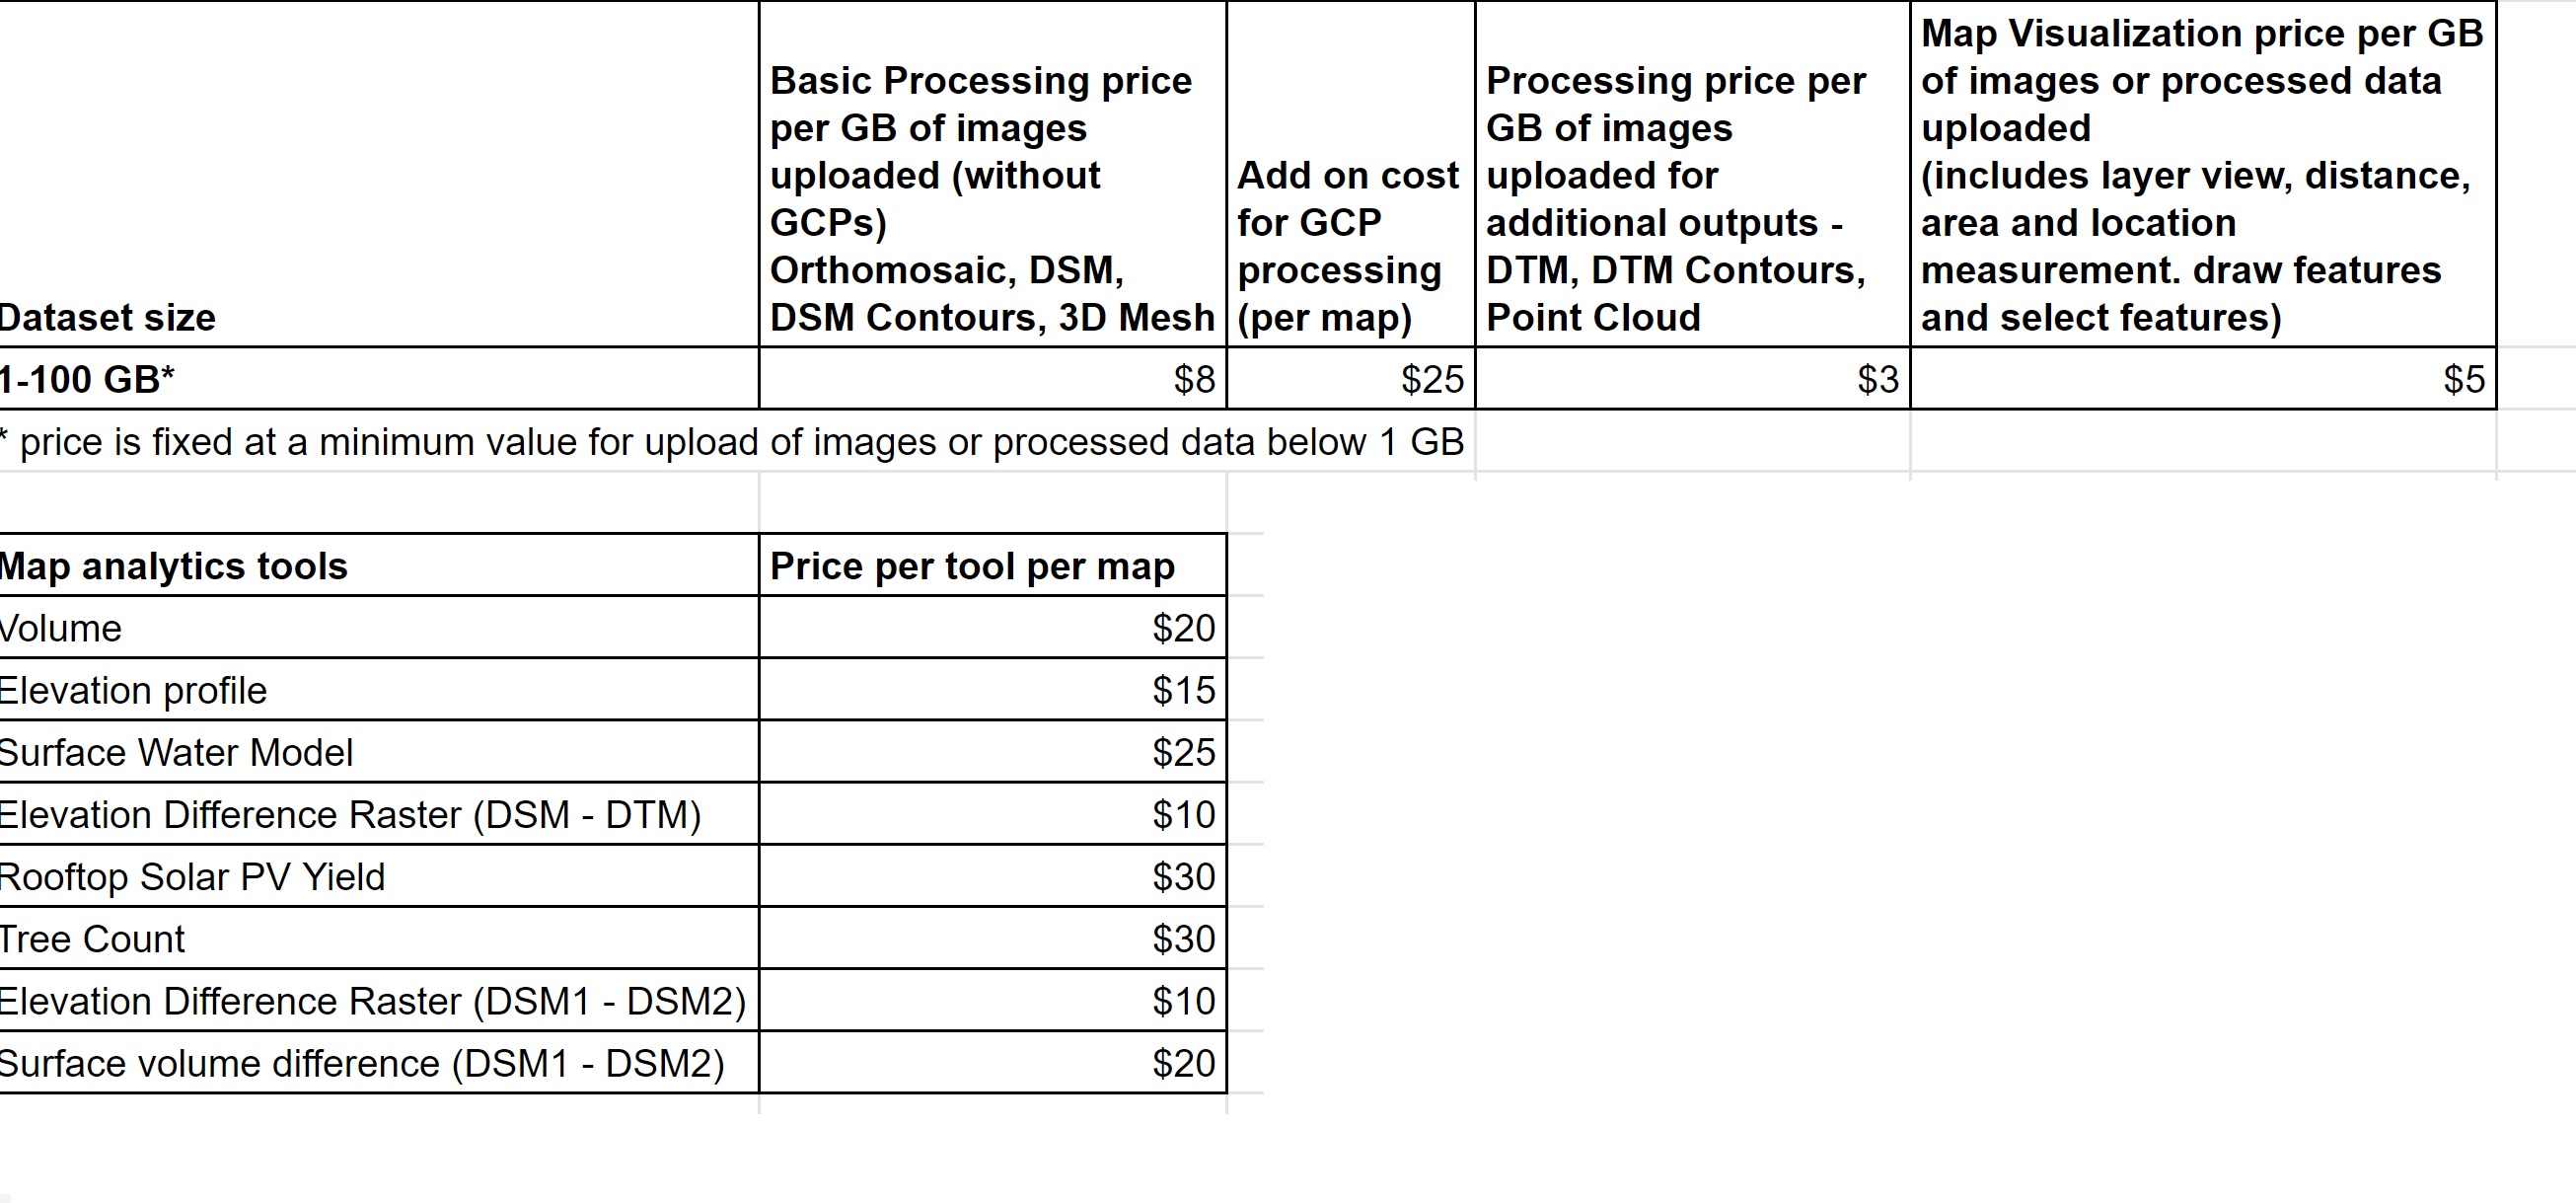 Dataset size
Basic Processing price
per GB of images
uploaded (without
GCPs)
Orthomosaic, DSM,
DSM Contours, 3D Mesh
Add on cost
for GCP
processing
(per map)
Processing price per
GB of images
uploaded for
additional outputs -
DTM, DTM Contours,
Point Cloud
Map Visualization price per GB
of images or processed data
uploaded
(includes layer view, distance,
area and location
measurement. draw features
and select features)
1-100 GB* $8 $25 $3 $5
* price is fixed at a minimum value for upload of images or processed data below 1 GB
Map analytics tools Price per tool per map
Volume $20
Elevation profile $15
Surface Water Model $25
Elevation Difference Raster (DSM - DTM) $10
Rooftop Solar PV Yield $30
Tree Count $30
Elevation Difference Raster (DSM1 - DSM2) $10
Surface volume difference (DSM1 - DSM2) $20